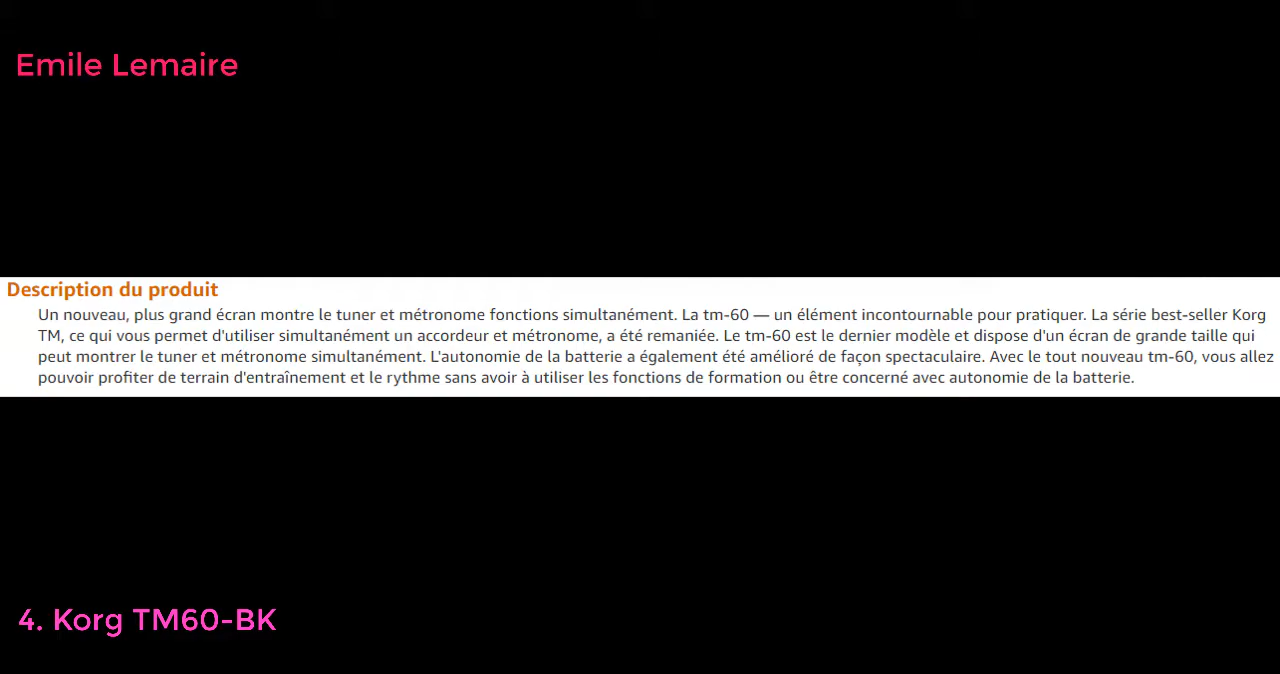 Emile Lemaire
Description du produit
Un nouveau, plus grand écran montre le tuner et métronome fonctions simultanément. La tm-60 — un élément incontournable pour pratiquer. La série best-seller Korg
TM, ce qui vous permet d'utiliser simultanément un accordeur et métronome, a été remaniée. Le tm-60 est le dernier modèle et dispose d'un écran de grande taille qui
peut montrer le tuner et métronome simultanément. L'autonomie de la batterie a également été amélioré de façon spectaculaire. Avec le tout nouveau tm-60, vous allez
pouvoir profiter de terrain d'entraînement et le rythme sans avoir à utiliser les fonctions de formation ou être concerné avec autonomie de la batterie.
4. Korg TM60-BK